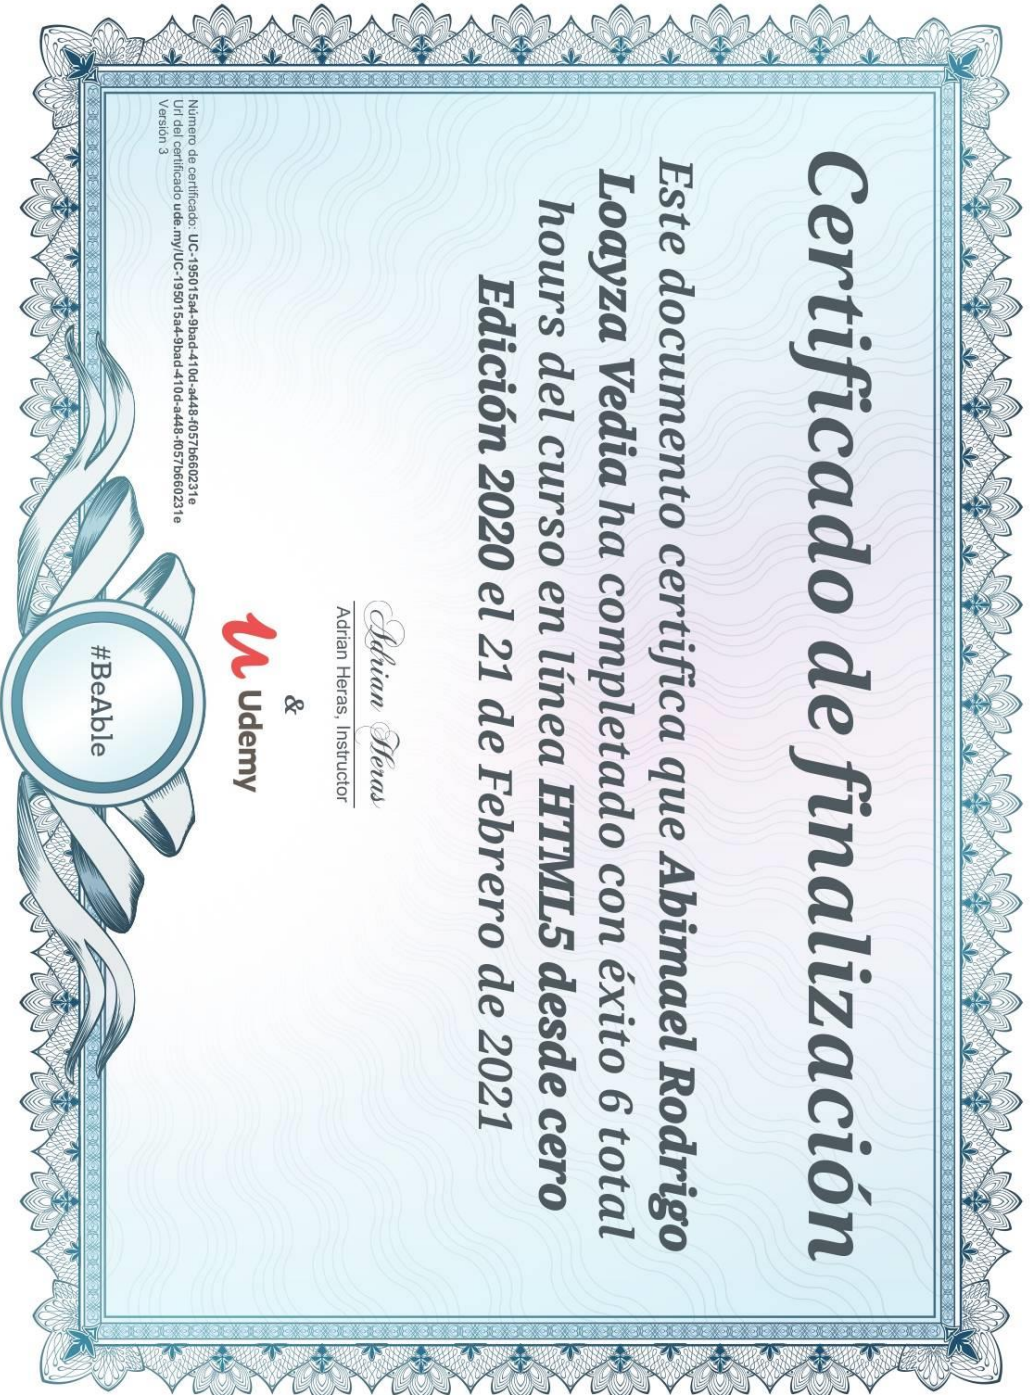 Certificado de finalización
Este documento certifica que Abimael Rodrigo
Loayza Vedia ha completado con éxito 6 total
hours del curso en línea HTML5 desde cero
Edición 2020 el 21 de Febrero de 2021
Adrian Heras
Adrian Heras, Instructor
&
Udemy
Número de certificado: UC-195015a4-9bad-410d-a448-f057b660231e
Url del certificado ude.my/UC-195015a4-9bad-410d-a448-f057b660231e
Versión 3
#BeAble